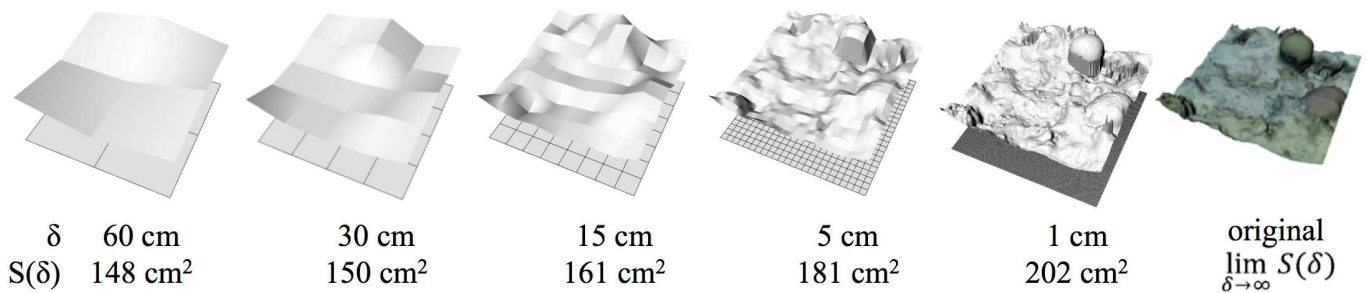 δ 60 cm 30 cm 15 cm 5 cm 1 cm original
S(δ) 148 cm² 150 cm² 161 cm² 181 cm² 202 cm² lim S(δ)
δ→∞